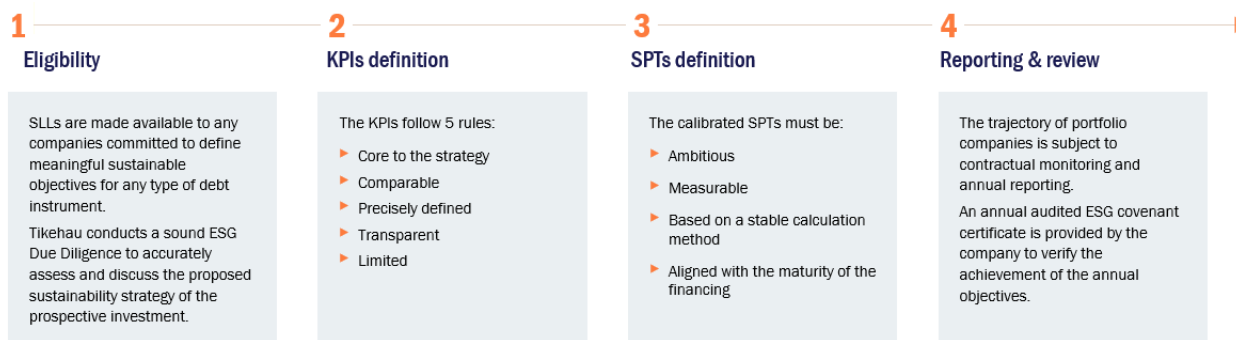 1
Eligibility
SLLs are made available to any
companies committed to define
meaningful sustainable
objectives for any type of debt
instrument.
Tikehau conducts a sound ESG
Due Diligence to accurately
assess and discuss the proposed
sustainability strategy of the
prospective investment.
2
KPIs definition
The KPIs follow 5 rules:
Core to the strategy
Comparable
Precisely defined
Transparent
Limited
3
SPTs definition
The calibrated SPTs must be:
Ambitious
Measurable
Based on a stable calculation
method
Aligned with the maturity of the
financing
4
Reporting & review
The trajectory of portfolio
companies is subject to
contractual monitoring and
annual reporting.
An annual audited ESG covenant
certificate is provided by the
company to verify the
achievement of the annual
objectives.